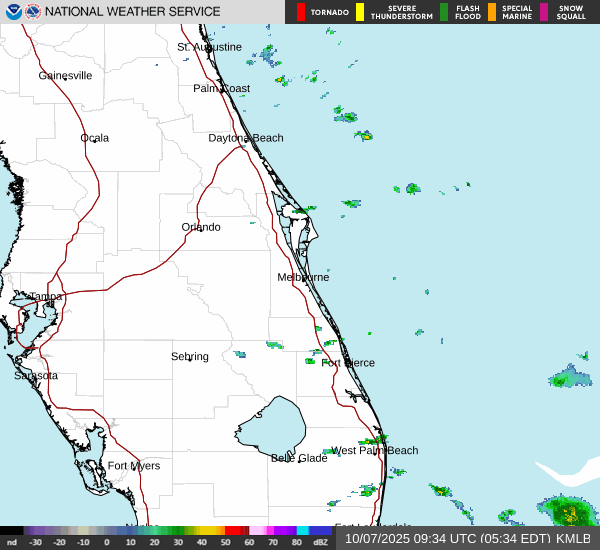 NATIONAL WEATHER SERVICE
TORNADO
SEVERE
THUNDERSTORM
FLASH
FLOOD
SPECIAL
MARINE
SNOW
SQUALL
St. Augustine
Gainesville
Palm Coast
Ocala
Daytona Beach
Orlando
Melbourne
Tampa
Sebring
Fort Pierce
Sarasota
West Palm Beach
Belle Glade
Fort Myers
nd -30 -20 -10 0 10 20 30 40 50 60 70 80 dBZ
10/07/2025 09:34 UTC (05:34 EDT) KMLB